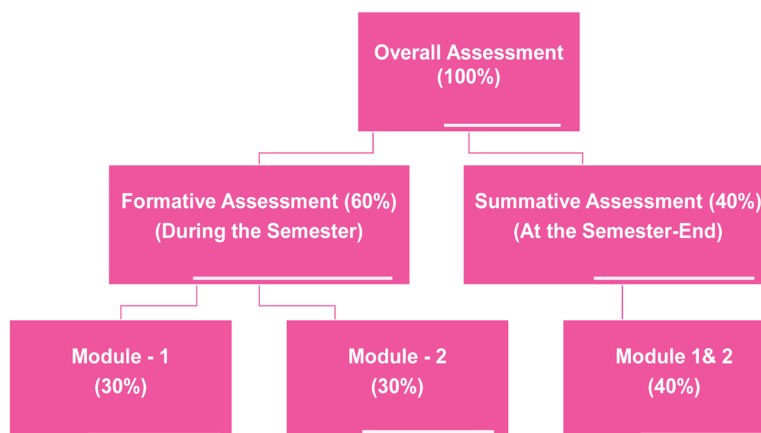 Overall Assessment
(100%)
Formative Assessment (60%)
(During the Semester)
Summative Assessment (40%)
(At the Semester-End)
Module - 1
(30%)
Module - 2
(30%)
Module 1& 2
(40%)